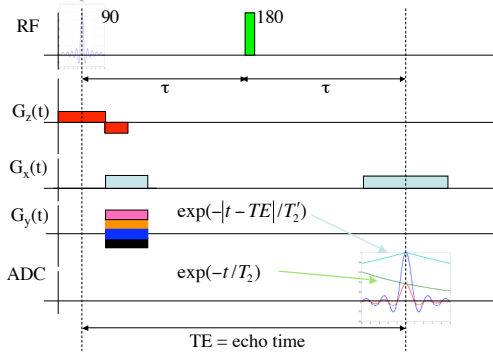 RF
90
180
τ
τ
G_z(t)
G_x(t)
G_y(t)
exp(-|t - TE|/T_2')
exp(-t/T_2)
ADC
TE = echo time